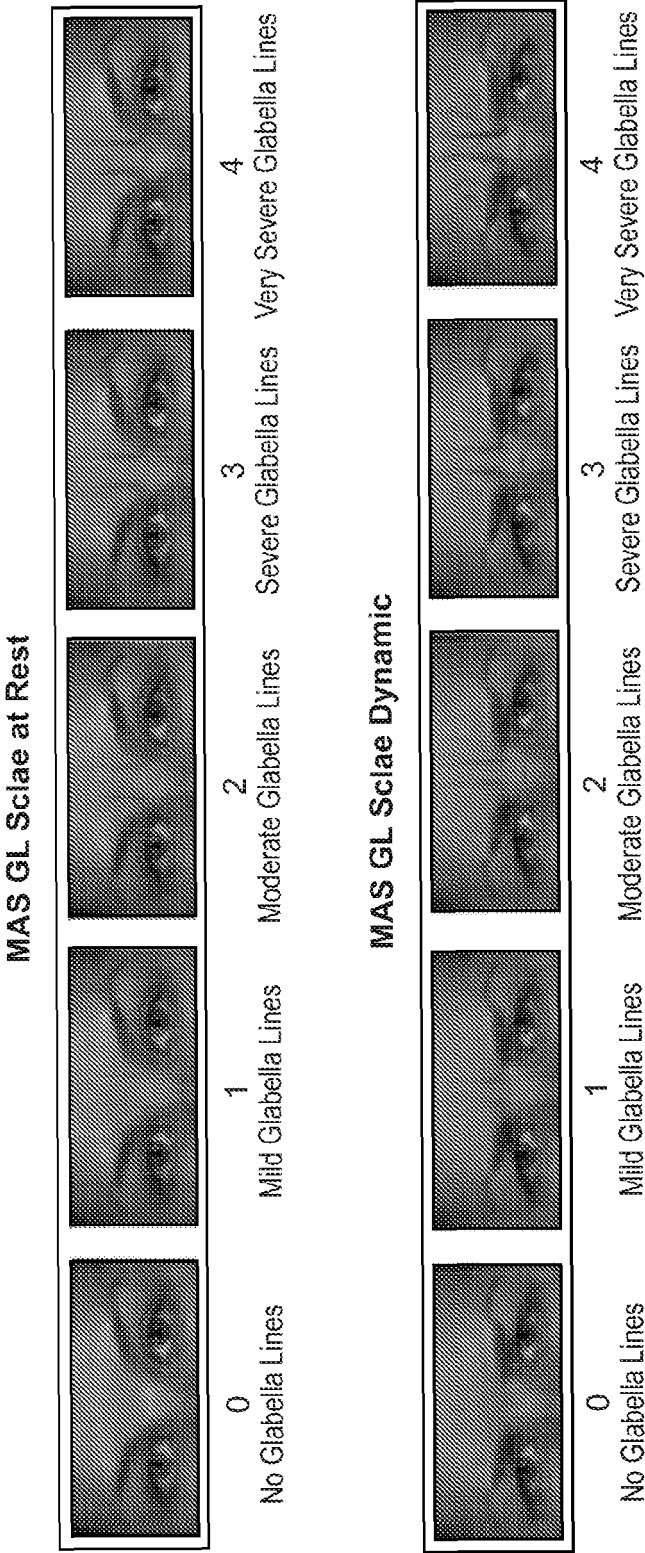 MAS GL Sclae at Rest
0
No Glabella Lines
1
Mild Glabella Lines
2
Moderate Glabella Lines
3
Severe Glabella Lines
4
Very Severe Glabella Lines
MAS GL Sclae Dynamic
0
No Glabella Lines
1
Mild Glabella Lines
2
Moderate Glabella Lines
3
Severe Glabella Lines
4
Very Severe Glabella Lines